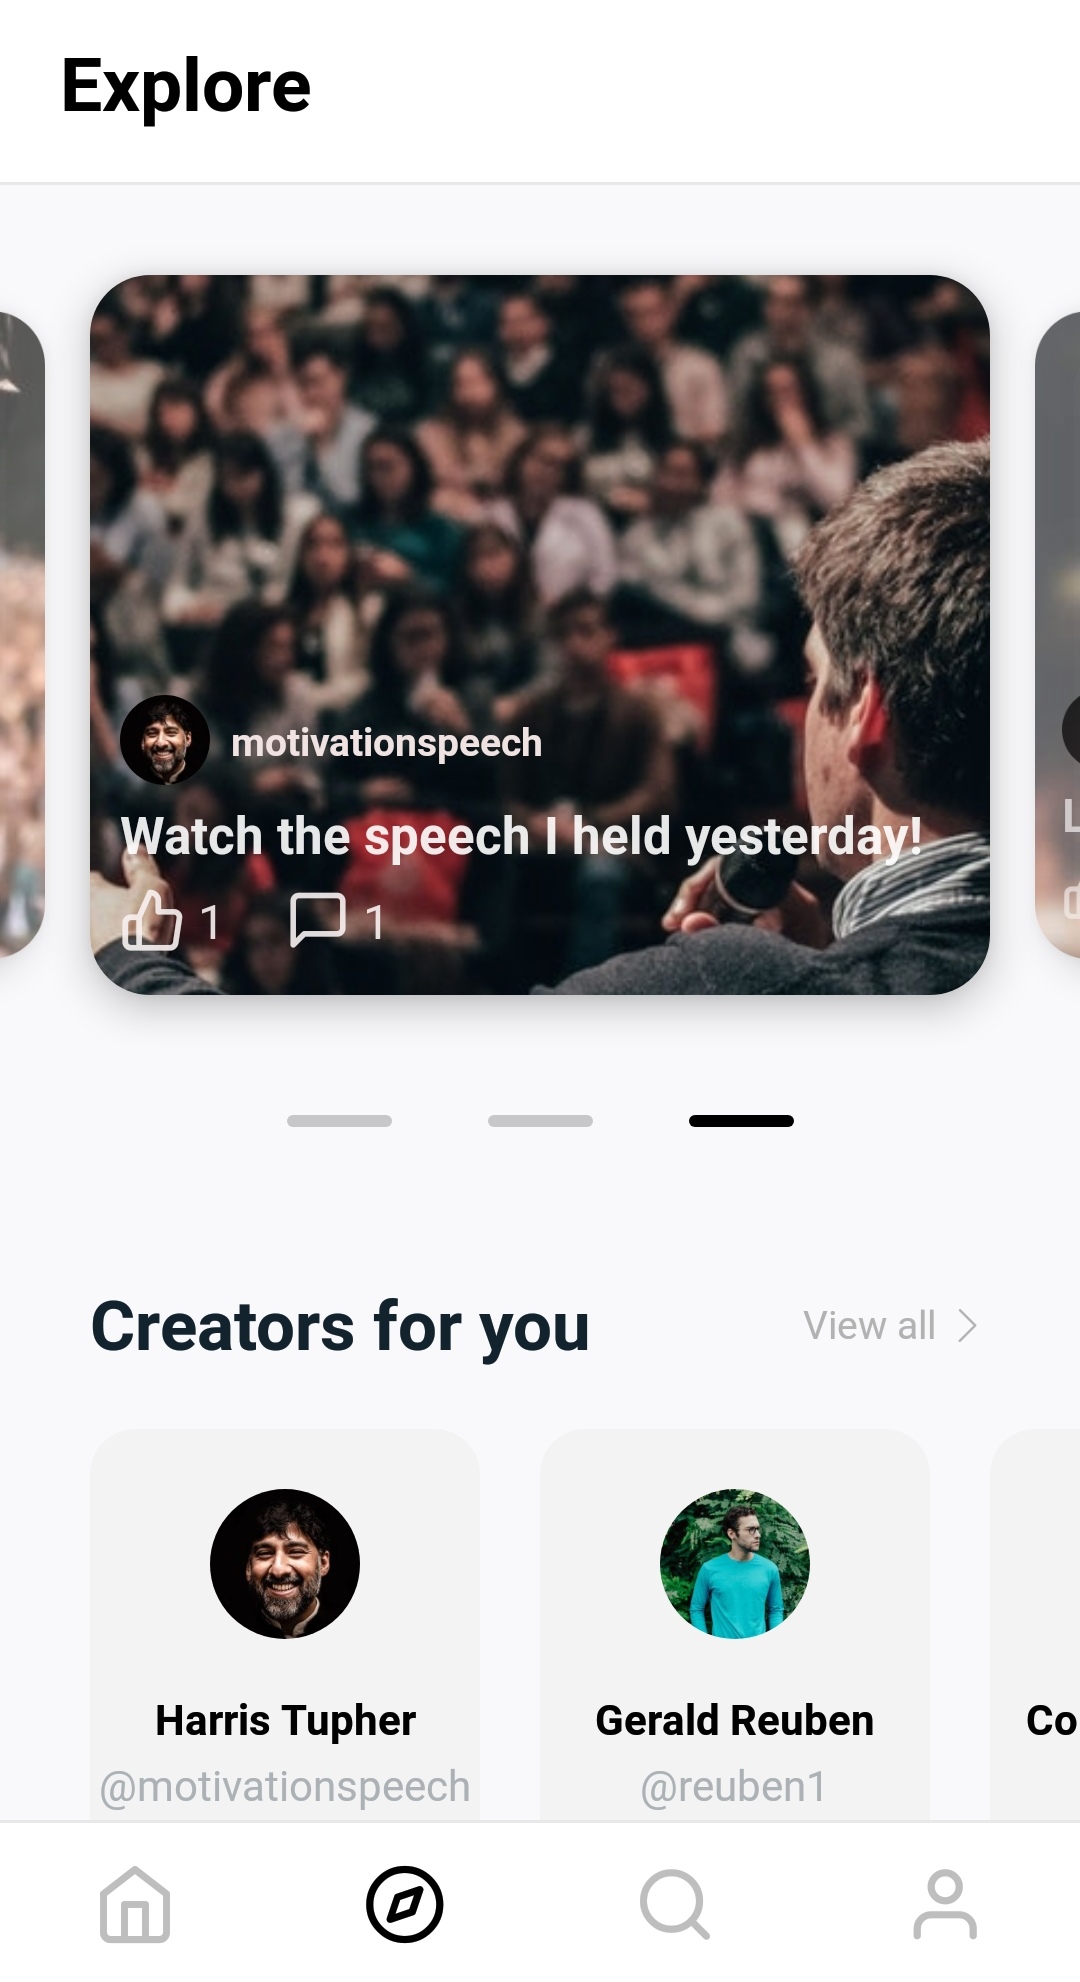 Explore
motivationspeech
Watch the speech I held yesterday!
1 1
L
Creators for you
View all
Harris Tupher
Gerald Reuben
Co
@motivationspeech
@reuben1